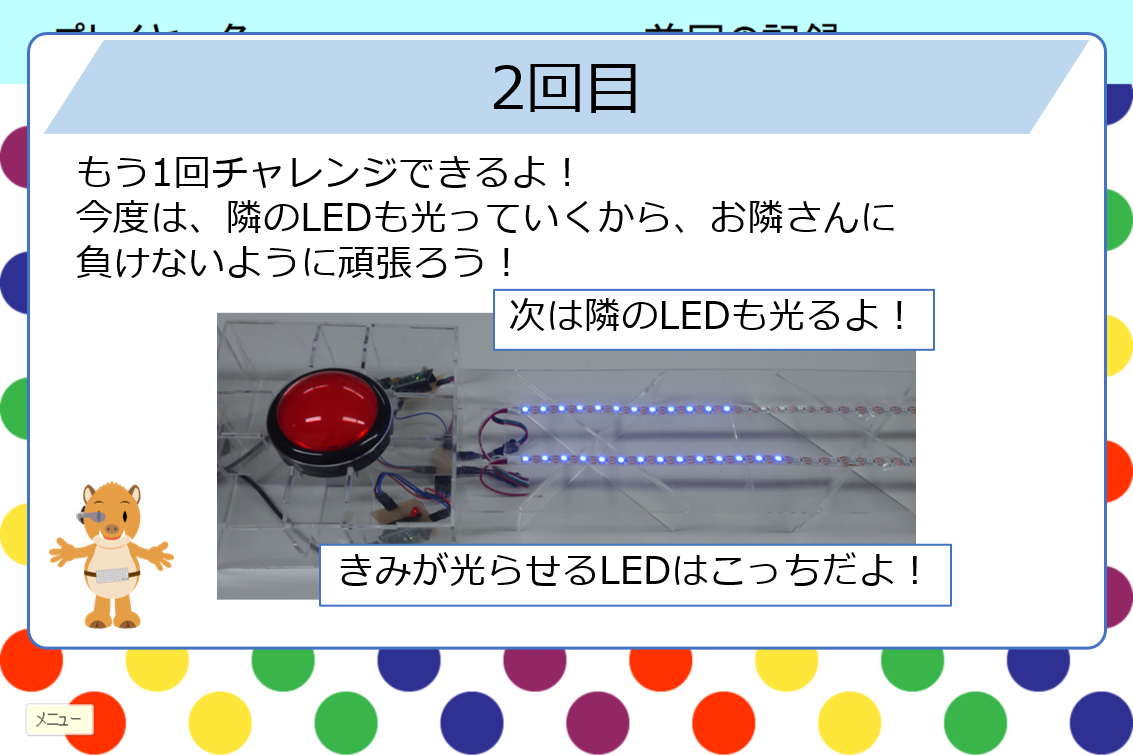 2回目
もう1回チャレンジできるよ！
今度は、隣のLEDも光っていくから、お隣さんに
負けないように頑張ろう！
次は隣のLEDも光るよ！
きみが光らせるLEDはこっちだよ！
メニュー